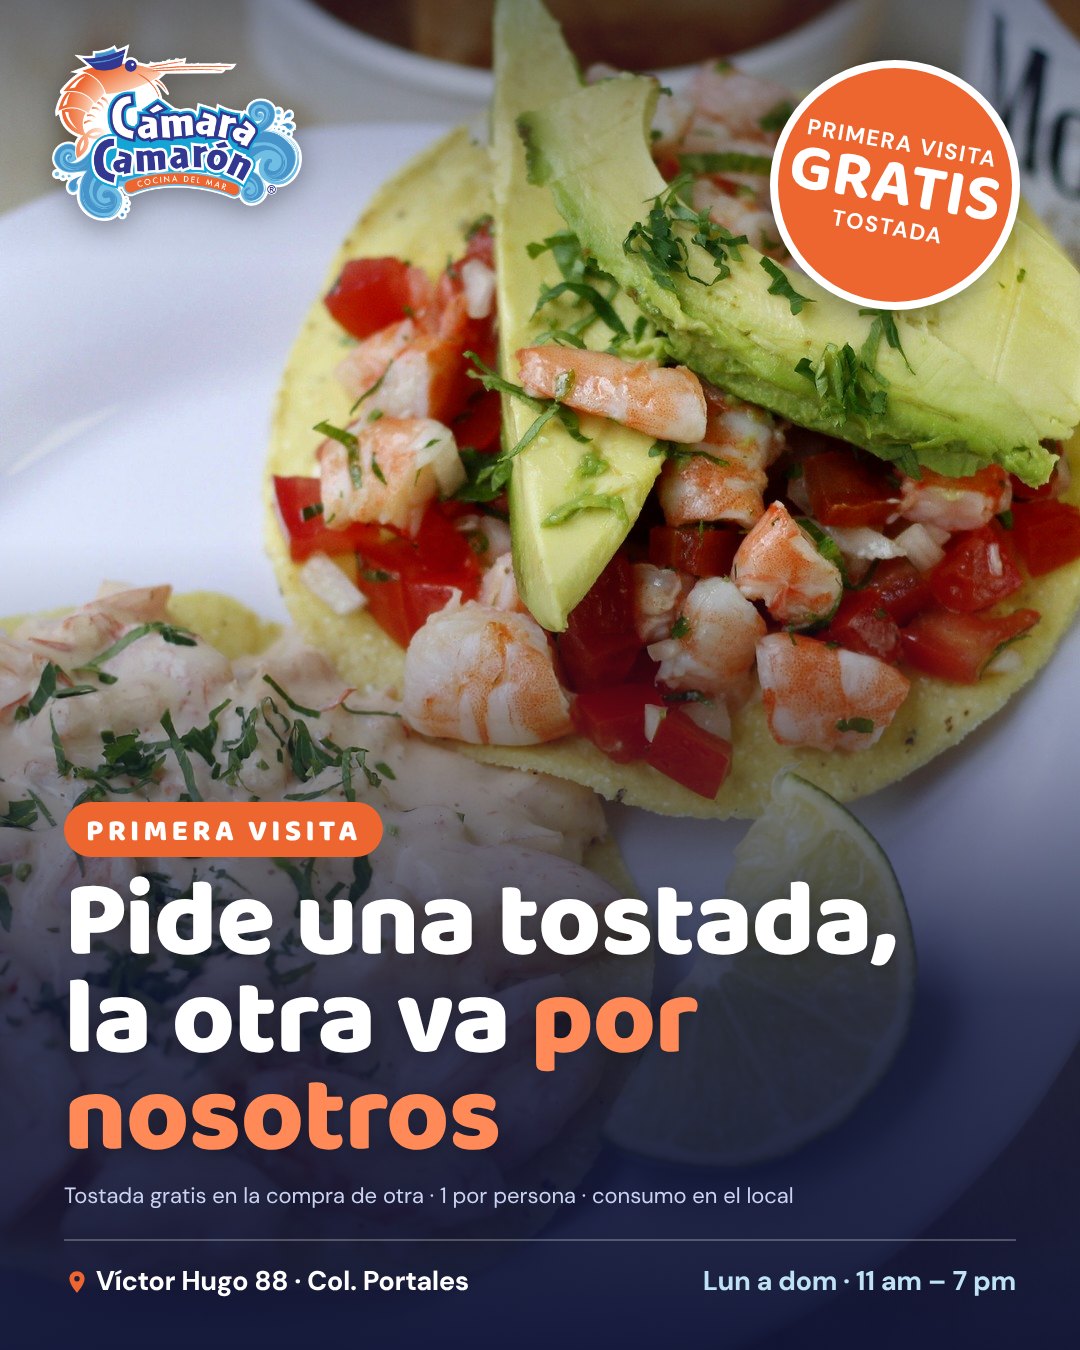 Cámara
Camarón
COCINA DEL MAR
®
PRIMERA VISITA
GRATIS
TOSTADA
PRIMERA VISITA
Pide una tostada,
la otra va por
nosotros
Tostada gratis en la compra de otra · 1 por persona · consumo en el local
Víctor Hugo 88 · Col. Portales
Lun a dom · 11 am – 7 pm